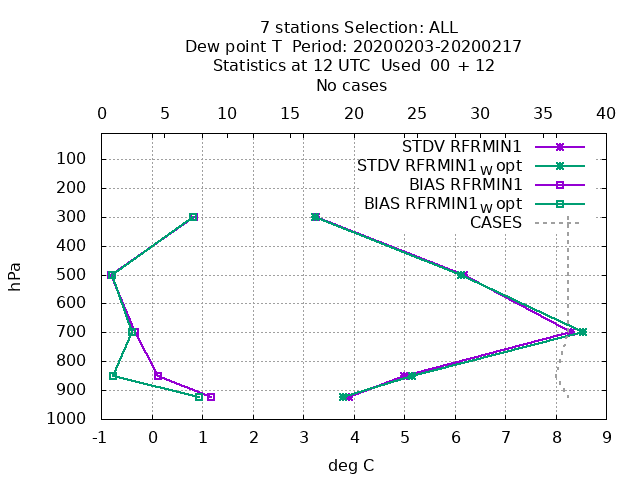 7 stations Selection: ALL
Dew point T  Period: 20200203-20200217
Statistics at 12 UTC  Used  00 + 12
No cases
0 5 10 15 20 25 30 35 40
STDV RFRMIN1
STDV RFRMIN1W opt
BIAS RFRMIN1
BIAS RFRMIN1W opt
CASES
hPa
100
200
300
400
500
600
700
800
900
1000
-1 0 1 2 3 4 5 6 7 8 9
deg C